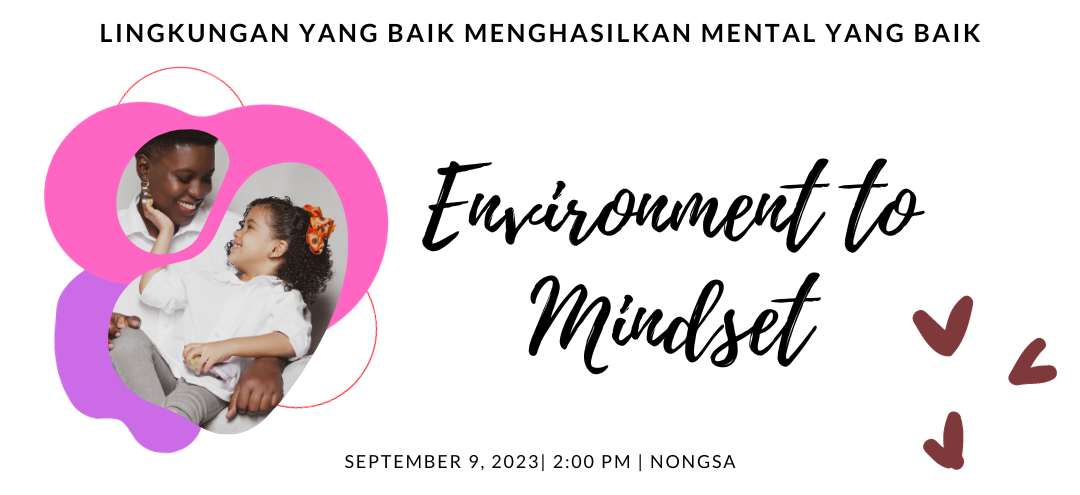 LINGKUNGAN YANG BAIK MENGHASILKAN MENTAL YANG BAIK
Environment to
Mindset
SEPTEMBER 9, 2023| 2:00 PM | NONGSA